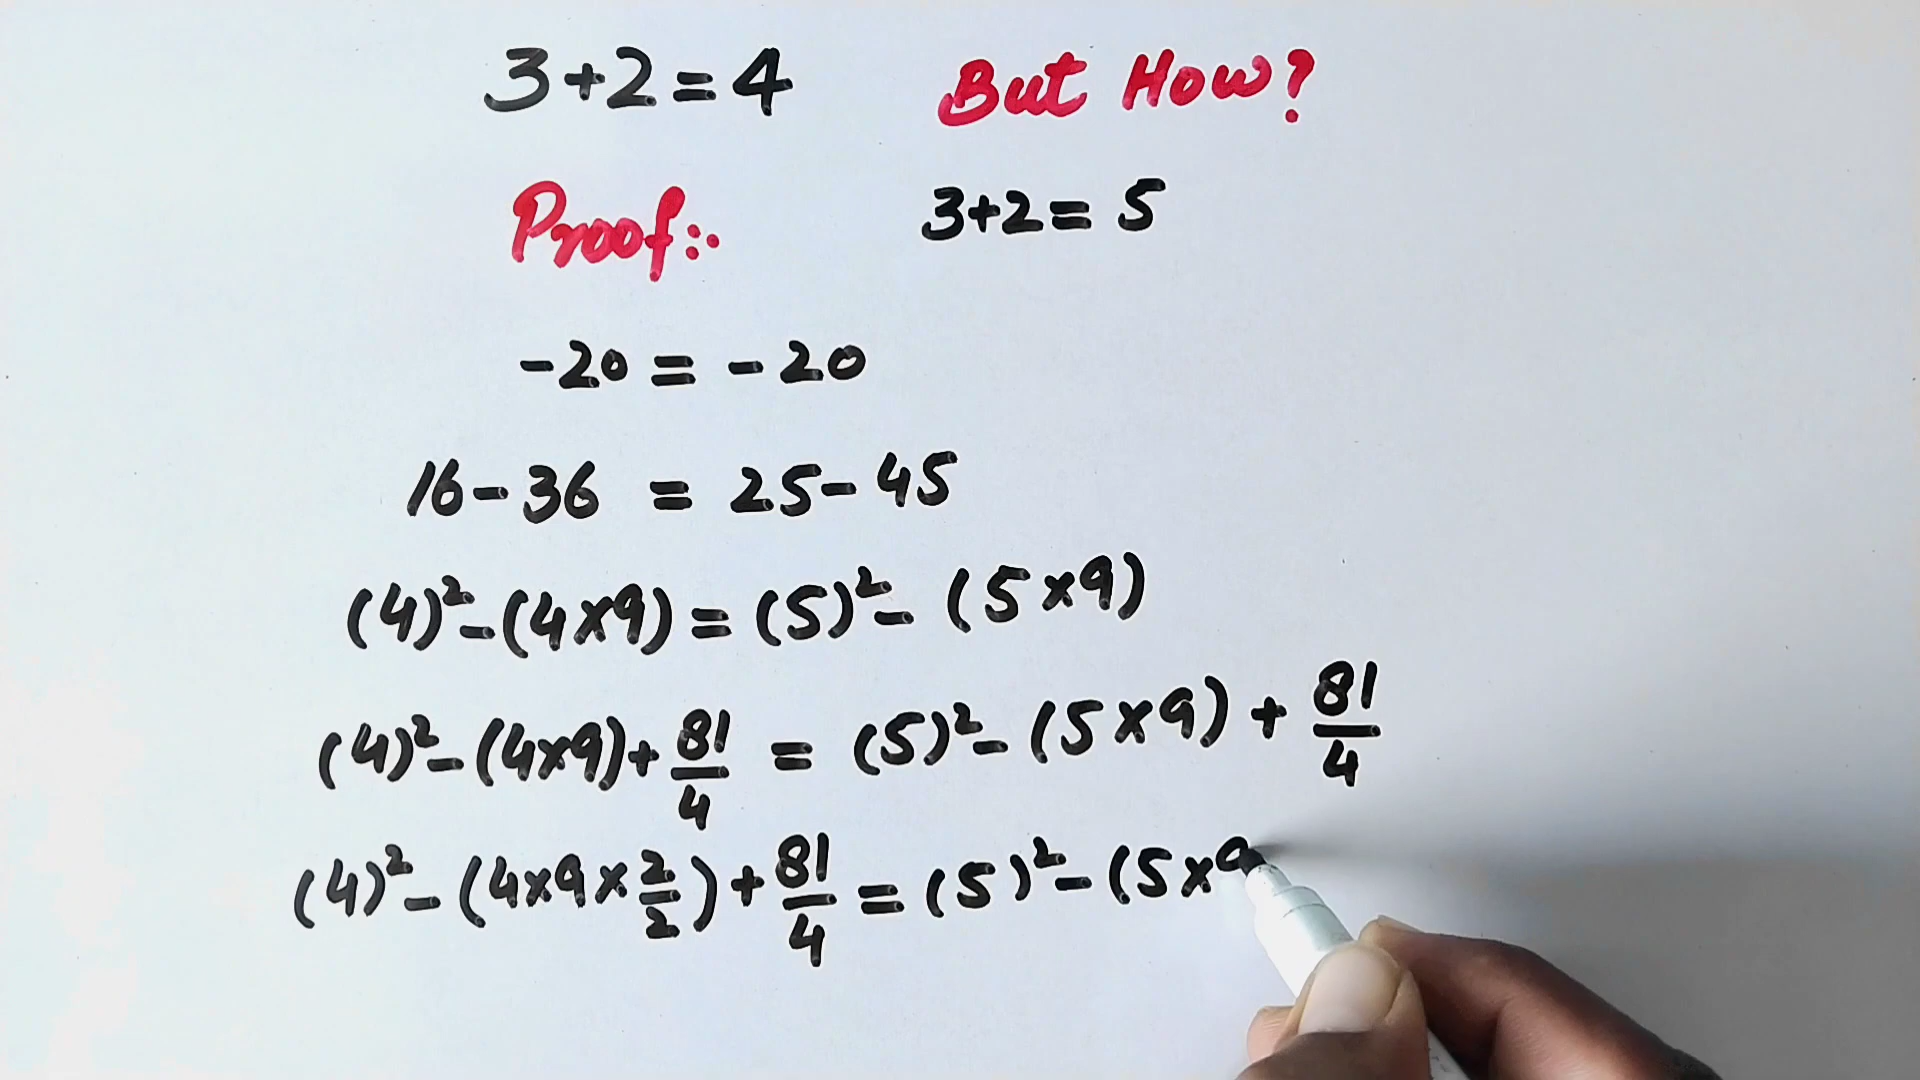 3+2=4 But How?
Proof:- 3+2= 5
-20 = -20
16-36 = 25-45
(4)²-(4×9) = (5)²- (5×9)
(4)²-(4×9)+ 81/4 = (5)²- (5×9) + 81/4
(4)²- (4×9×2/2)+ 81/4 = (5)²- (5×9